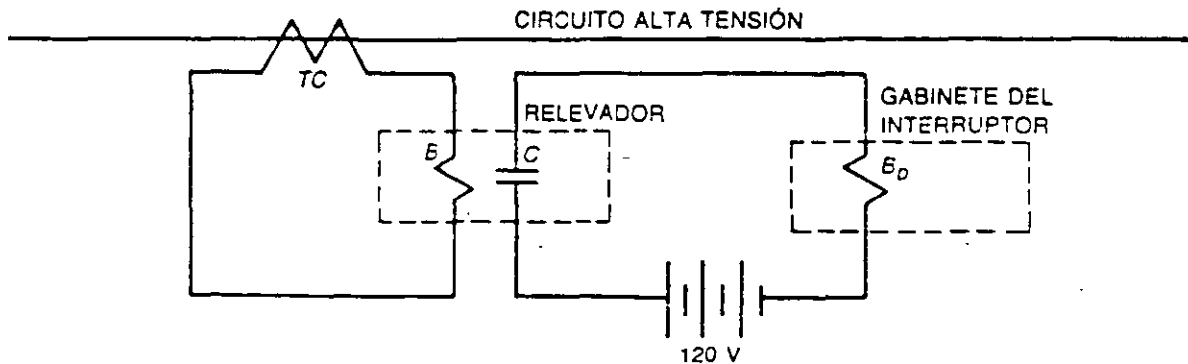 CIRCUITO ALTA TENSIÓN
TC
RELEVADOR
GABINETE DEL
INTERRUPTOR
B
C
B_D
120 V